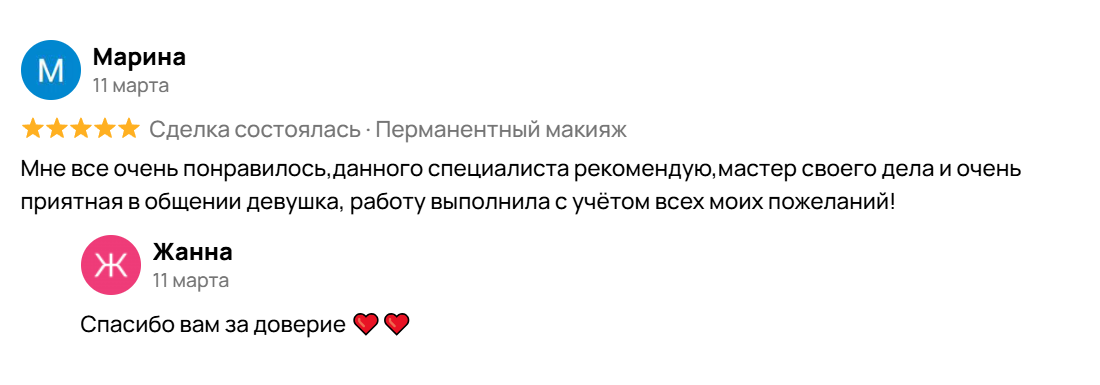 М
Марина
11 марта
Сделка состоялась · Перманентный макияж
Мне все очень понравилось,данного специалиста рекомендую,мастер своего дела и очень
приятная в общении девушка, работу выполнила с учётом всех моих пожеланий!
Ж
Жанна
11 марта
Спасибо вам за доверие ❤️❤️